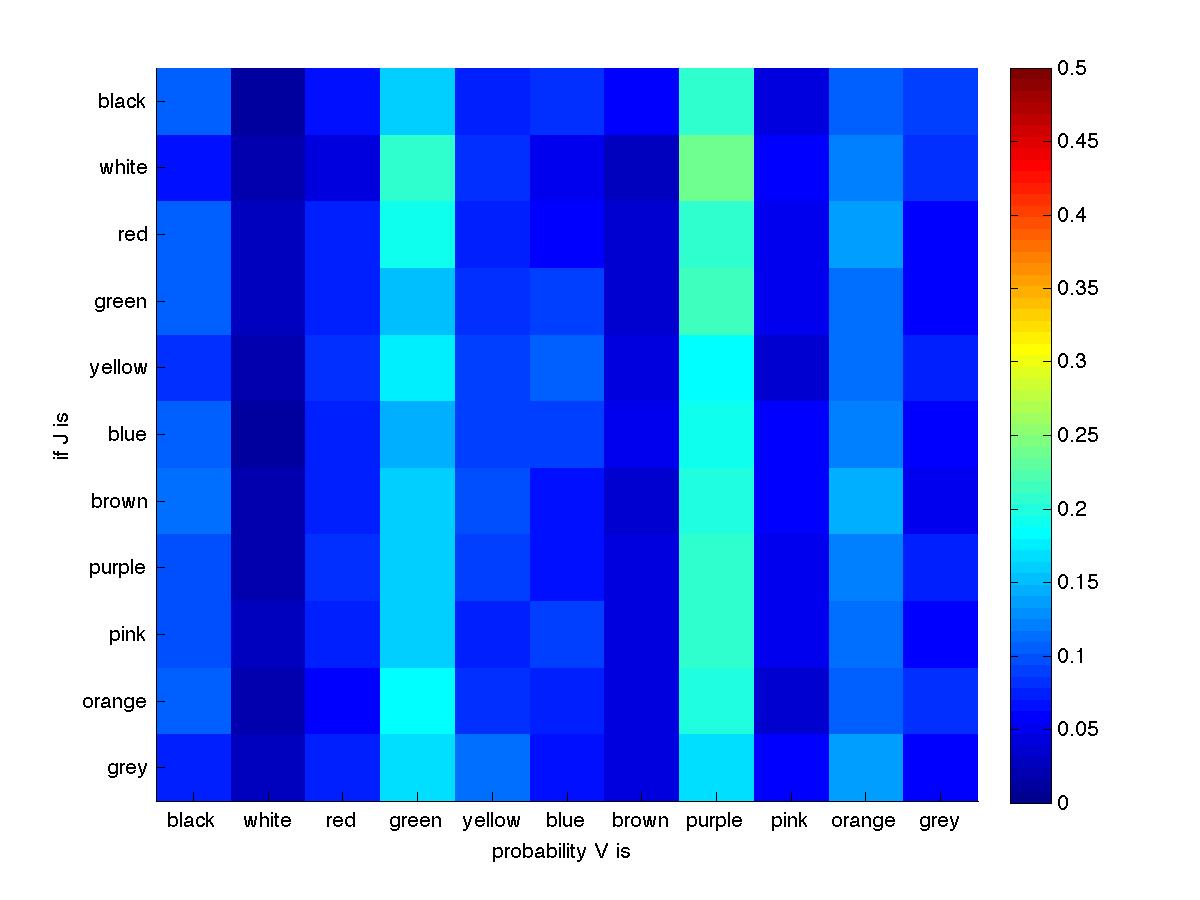 black
white
red
green
yellow
blue
brown
purple
pink
orange
grey
if J is
black white red green yellow blue brown purple pink orange grey
probability V is
0.5
0.45
0.4
0.35
0.3
0.25
0.2
0.15
0.1
0.05
0